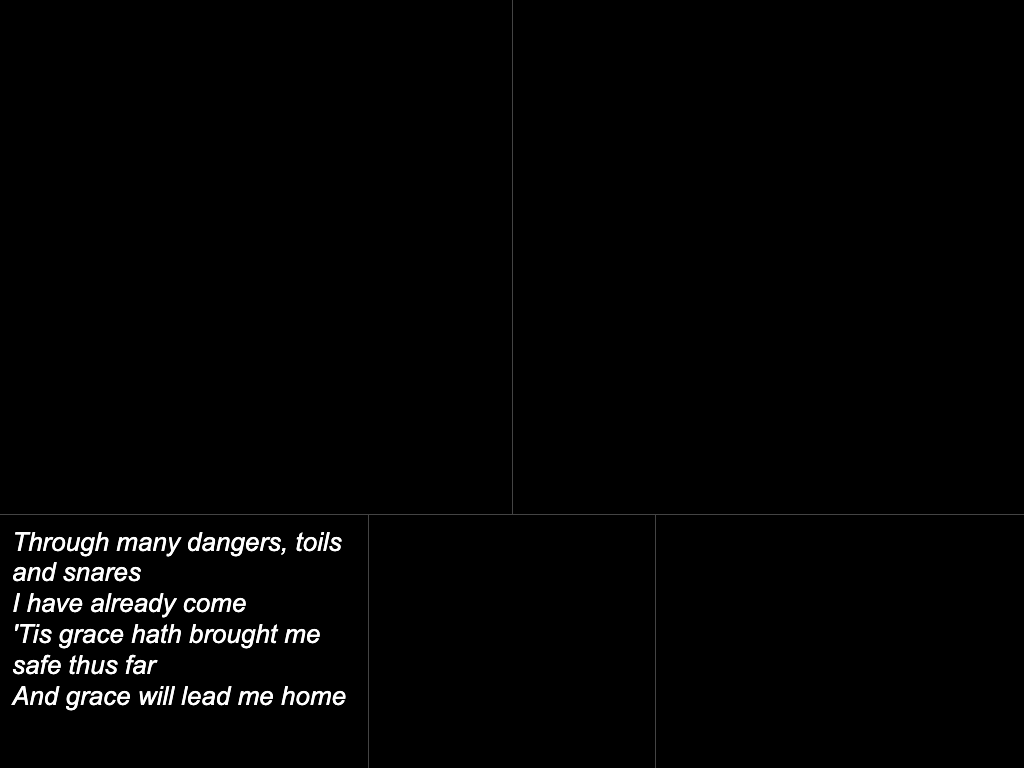 Through many dangers, toils
and snares
I have already come
'Tis grace hath brought me
safe thus far
And grace will lead me home